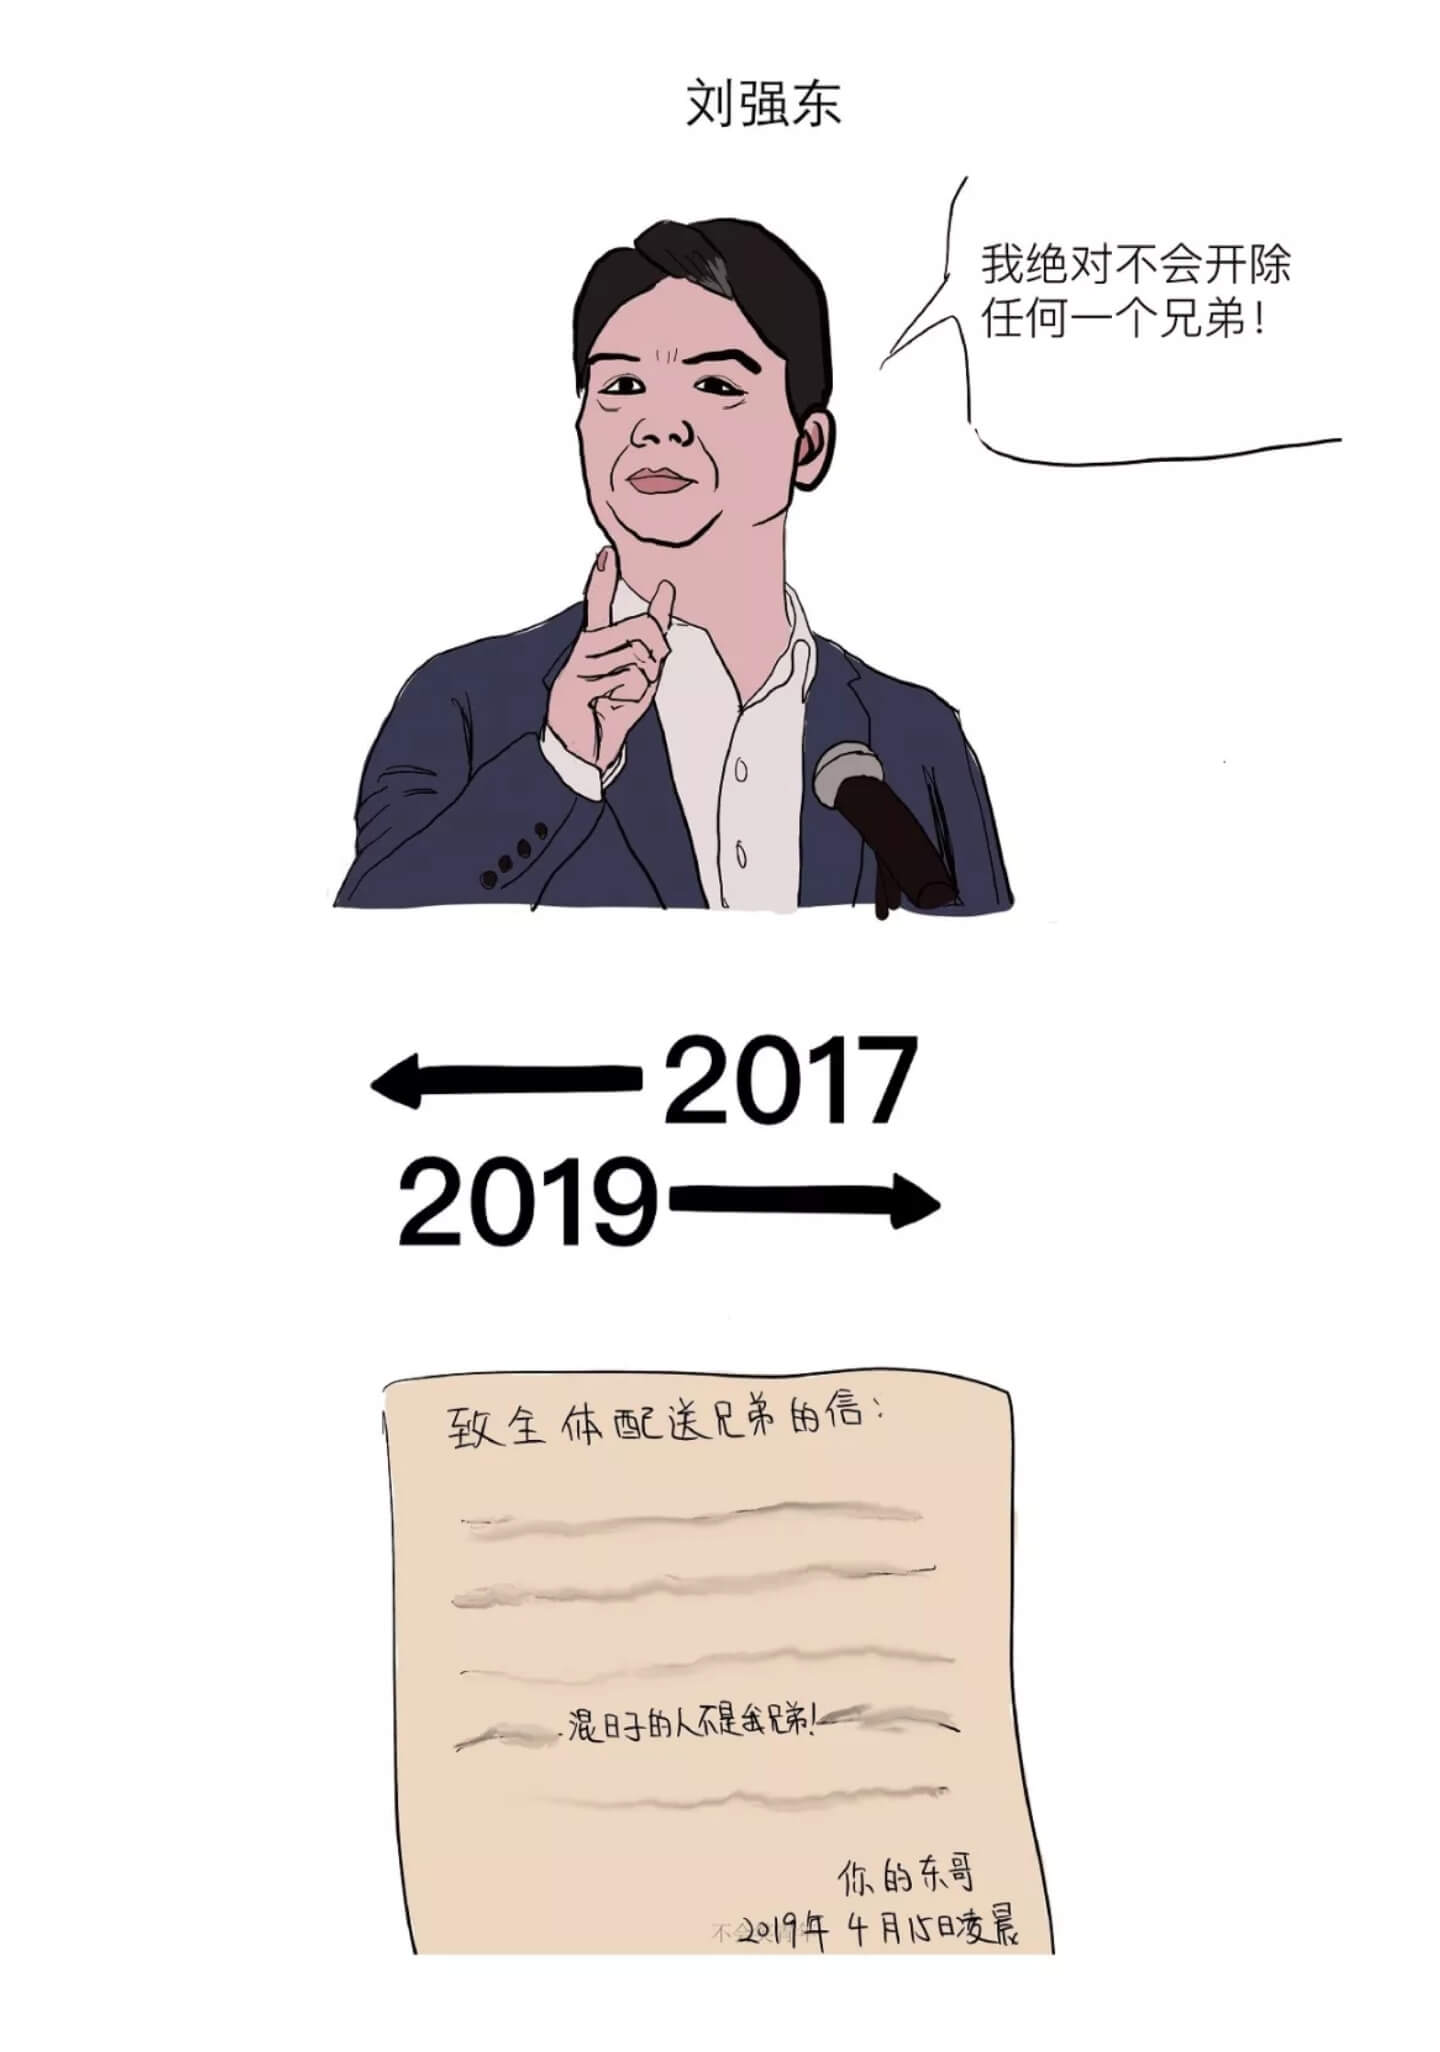 刘强东
我绝对不会开除
任何一个兄弟！
2017
2019
致全体配送兄弟的信：
混日子的人不是我兄弟！
你的东哥
2019年4月15日凌晨